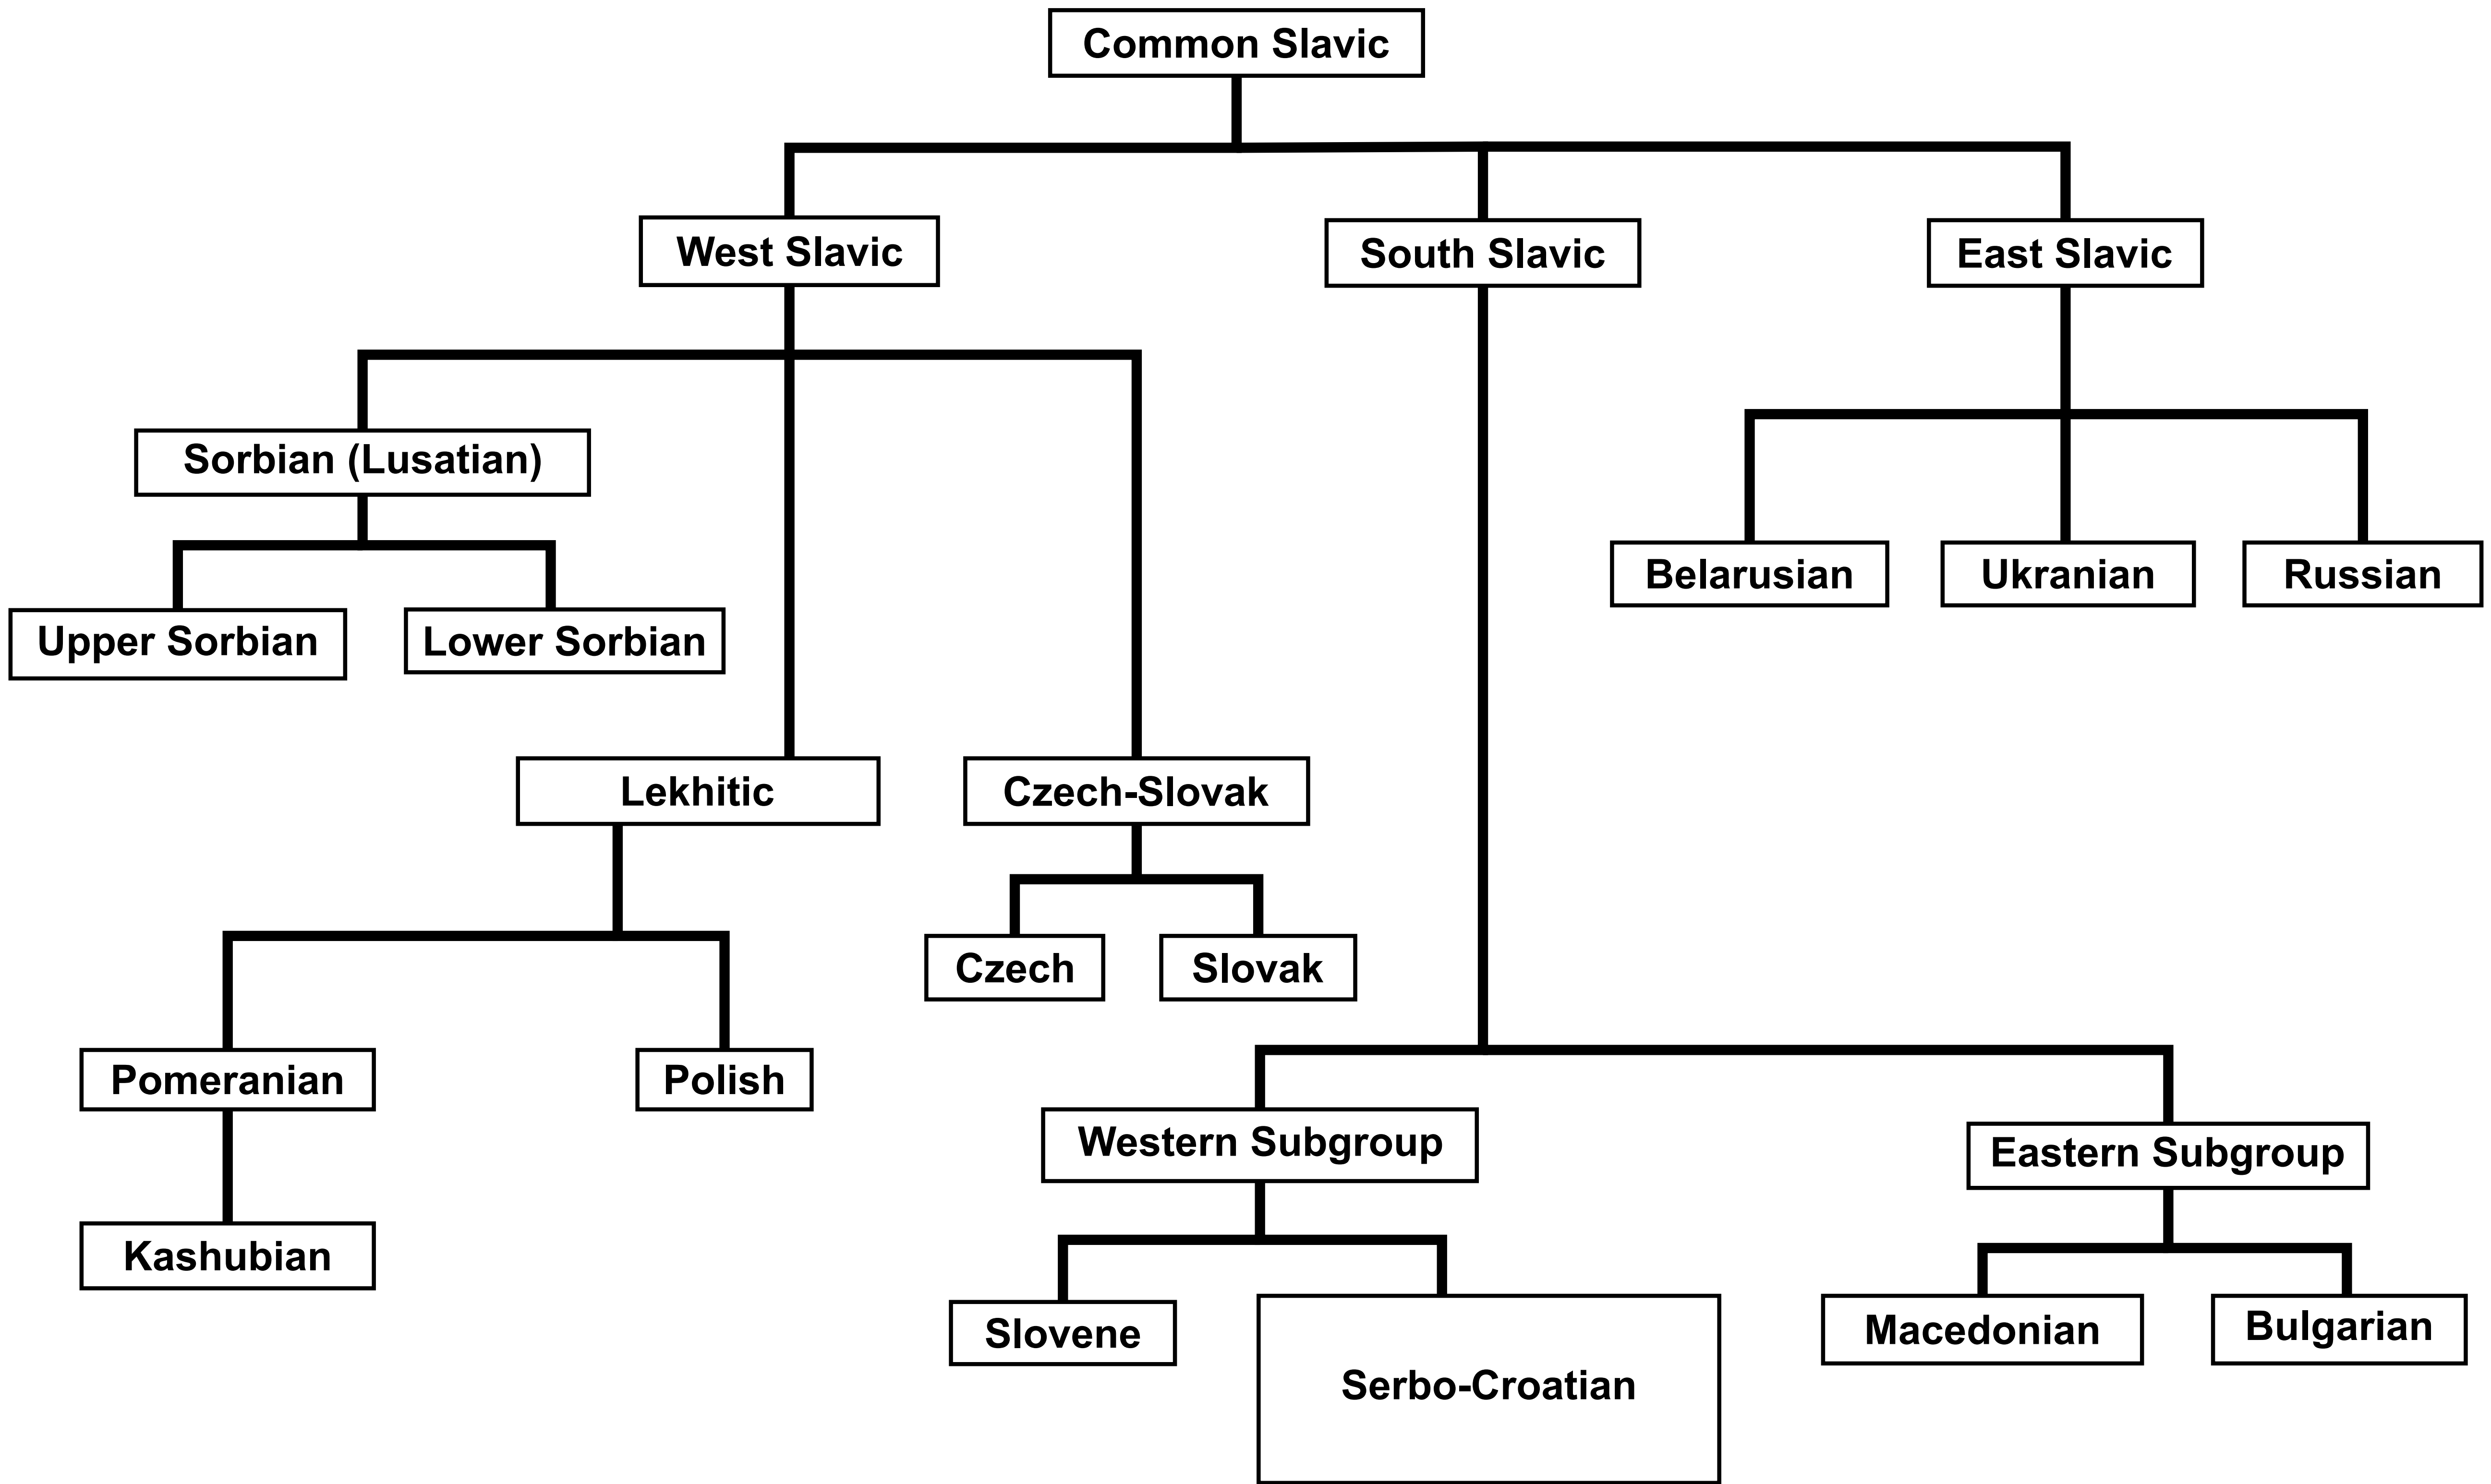 Common Slavic
West Slavic
South Slavic
East Slavic
Sorbian (Lusatian)
Belarusian
Ukranian
Russian
Upper Sorbian
Lower Sorbian
Lekhitic
Czech-Slovak
Czech
Slovak
Pomeranian
Polish
Western Subgroup
Eastern Subgroup
Kashubian
Slovene
Serbo-Croatian
Macedonian
Bulgarian